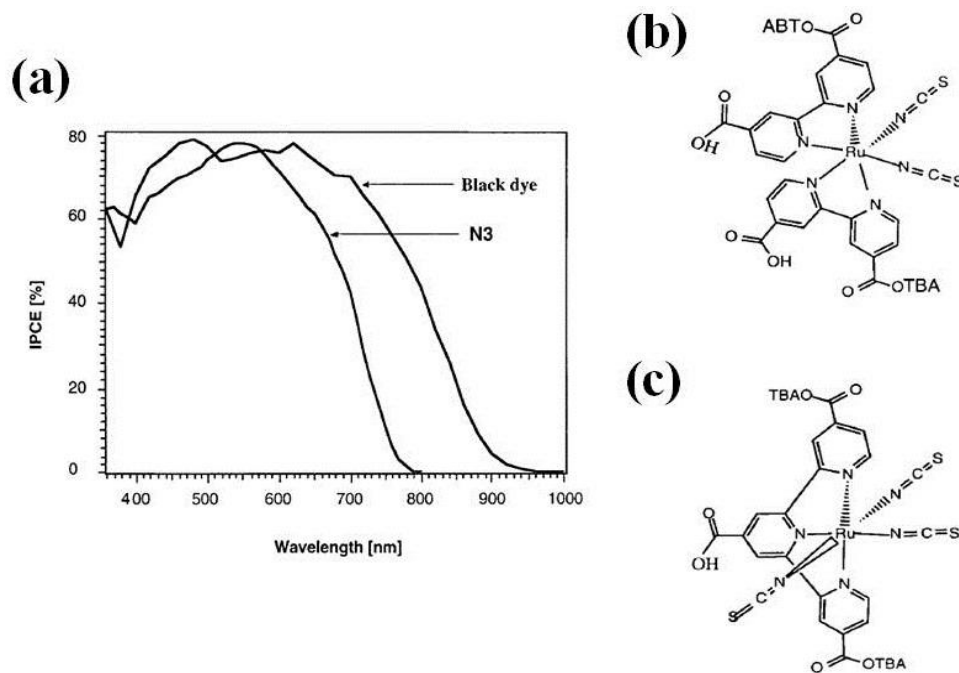 (a)
80
60
40
20
0
IPCE [%]
400 500 600 700 800 900 1000
Wavelength [nm]
Black dye
N3
(b)
ABTO
O
O
OH
N
N
N
N
Ru
N
C
S
N
C
S
O
OH
O
OTBA
(c)
TBAO
O
N
S
C
N
O
OH
N
Ru
N
C
S
N
C
S
N
O
OTBA